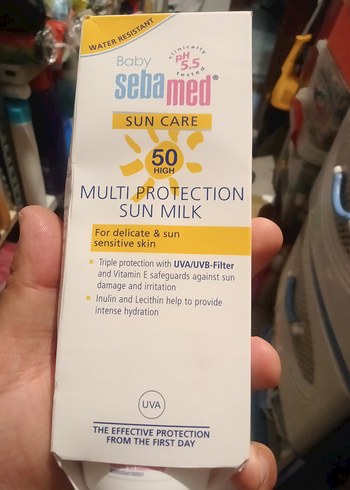 WATER RESISTANT
Baby
clinically
pH
5.5
tested
sebamed®
SUN CARE
50
HIGH
MULTI PROTECTION
SUN MILK
For delicate & sun
sensitive skin
Triple protection with UVA/UVB-Filter
and Vitamin E safeguards against sun
damage and irritation
Inulin and Lecithin help to provide
intense hydration
UVA
THE EFFECTIVE PROTECTION
FROM THE FIRST DAY